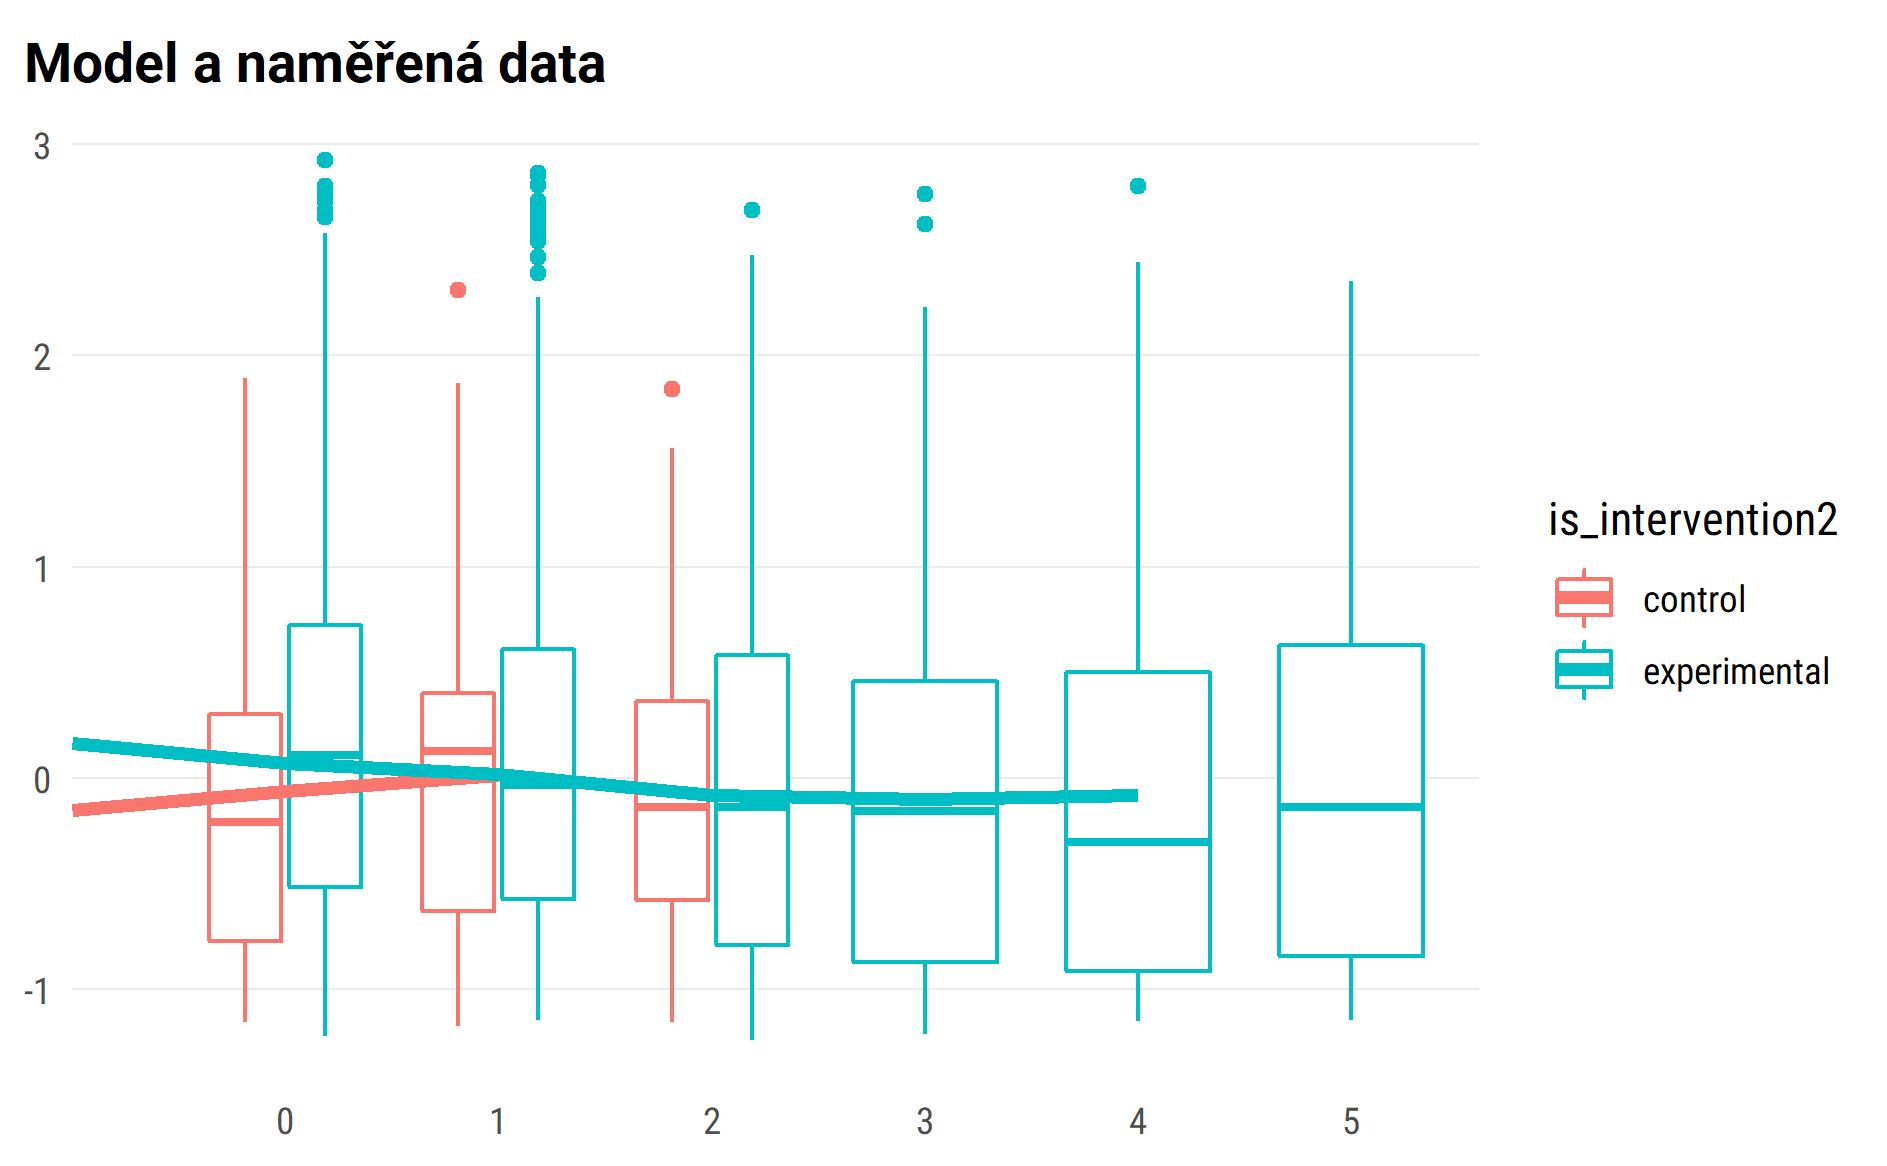 Model a naměřená data
3
2
1
0
-1
0 1 2 3 4 5
is_intervention2
control
experimental